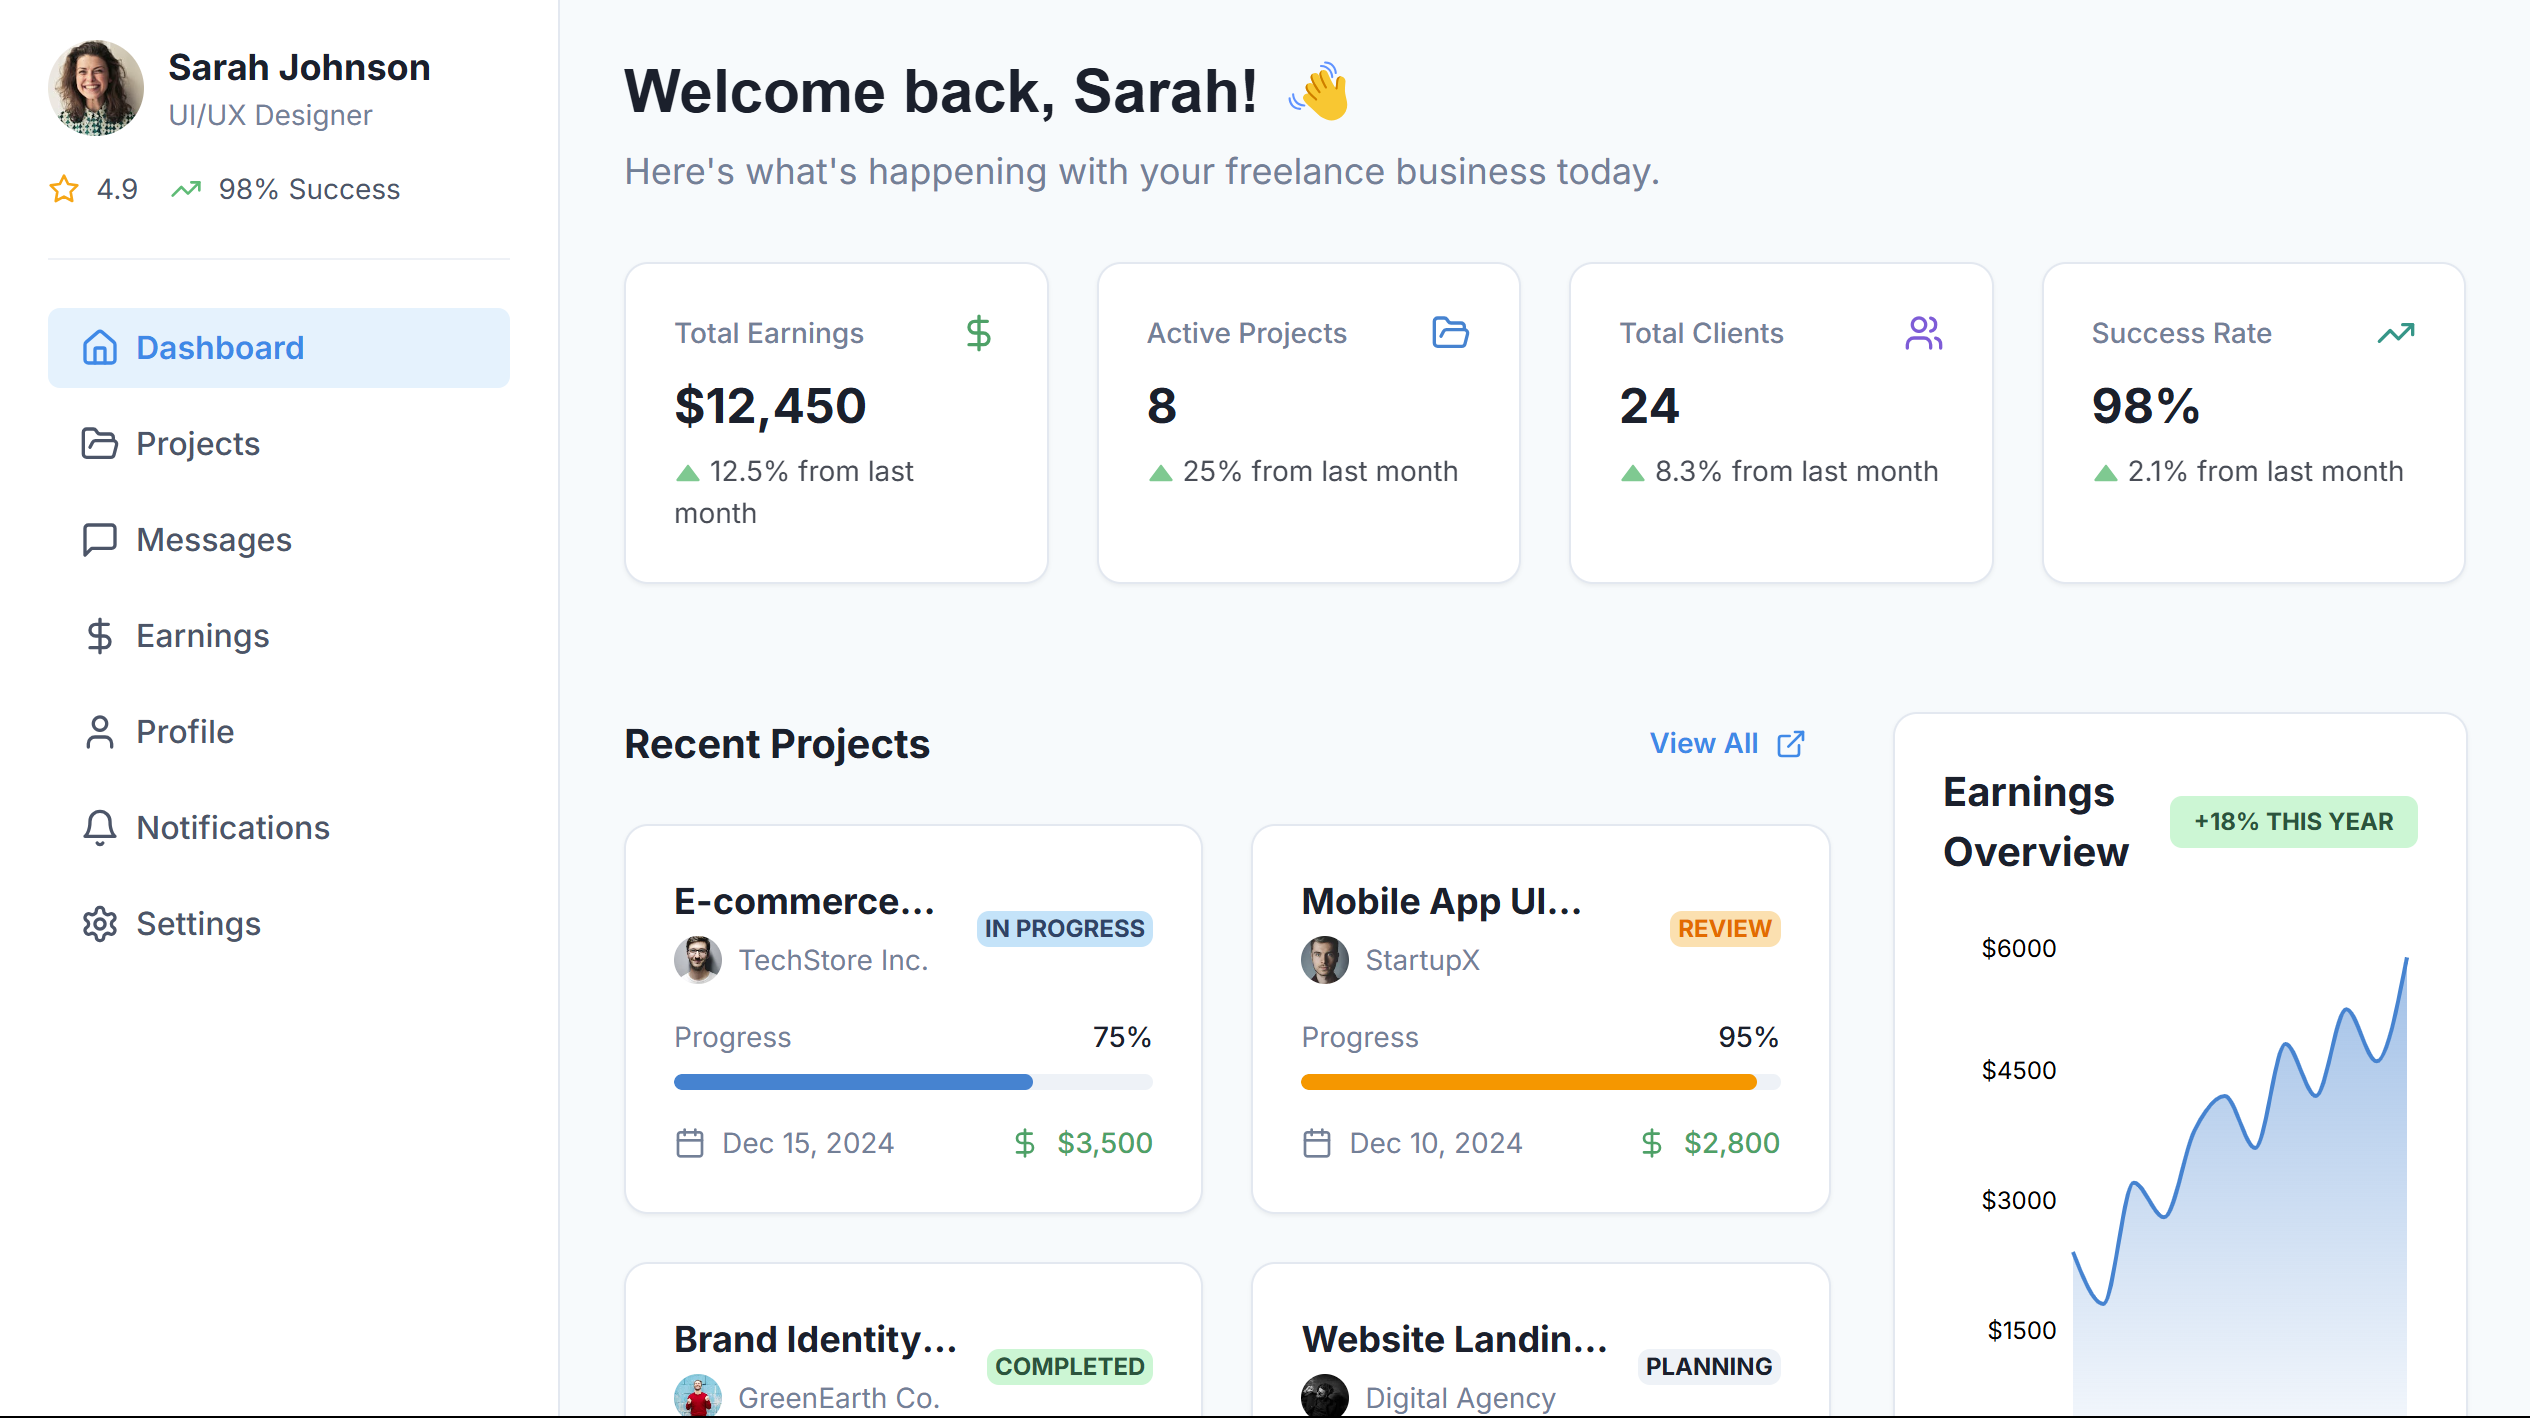 Sarah Johnson
UI/UX Designer
4.9
98% Success
Dashboard
Projects
Messages
Earnings
Profile
Notifications
Settings
Welcome back, Sarah! 👋
Here's what's happening with your freelance business today.
Total Earnings
$12,450
12.5% from last
month
Active Projects
8
25% from last month
Total Clients
24
8.3% from last month
Success Rate
98%
2.1% from last month
Recent Projects
View All
E-commerce...
IN PROGRESS
TechStore Inc.
Progress
75%
Dec 15, 2024
$3,500
Mobile App UI...
REVIEW
StartupX
Progress
95%
Dec 10, 2024
$2,800
Brand Identity...
COMPLETED
GreenEarth Co.
Website Landin...
PLANNING
Digital Agency
Earnings
Overview
+18% THIS YEAR
$6000
$4500
$3000
$1500